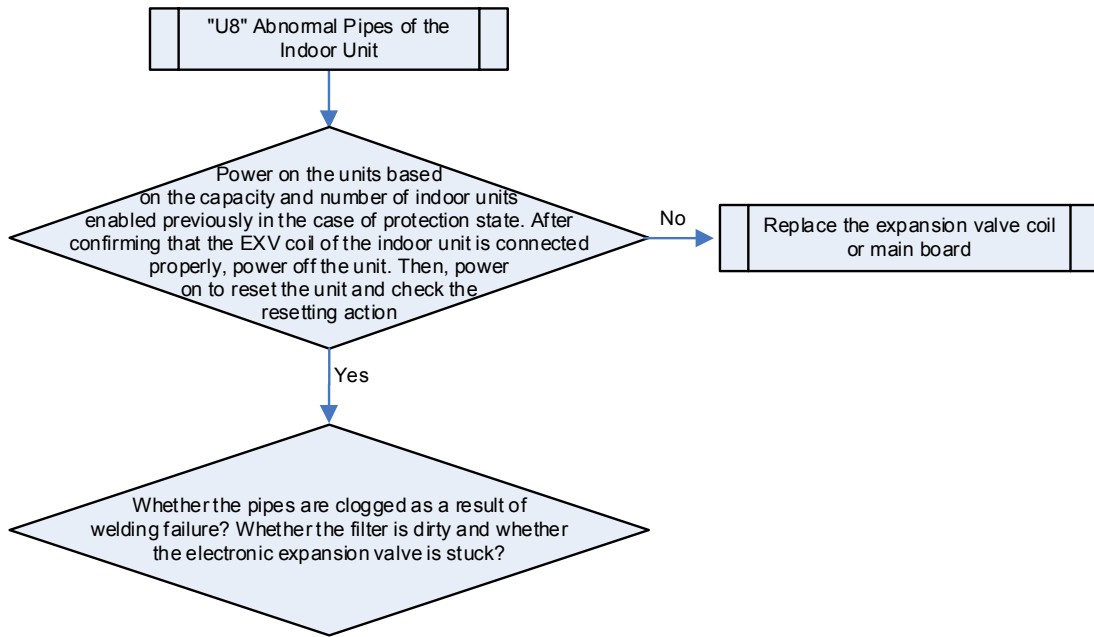 "U8" Abnormal Pipes of the
Indoor Unit
Power on the units based
on the capacity and number of indoor units
enabled previously in the case of protection state. After
confirming that the EXV coil of the indoor unit is connected
properly, power off the unit. Then, power
on to reset the unit and check the
resetting action
No
Replace the expansion valve coil
or main board
Yes
Whether the pipes are clogged as a result of
welding failure? Whether the filter is dirty and whether
the electronic expansion valve is stuck?